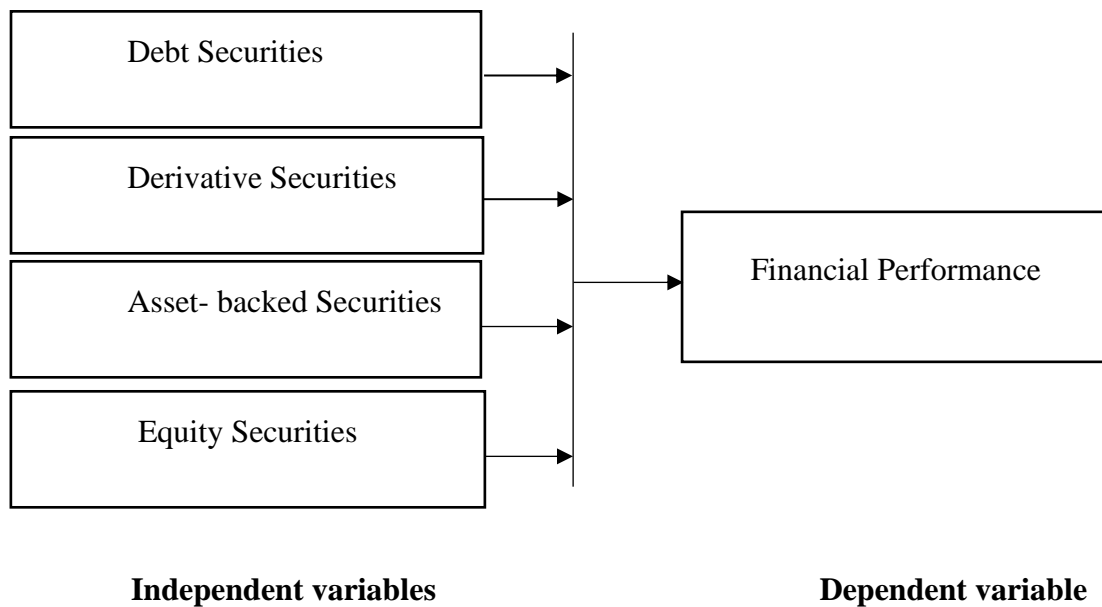 Debt Securities
Derivative Securities
Asset- backed Securities
Equity Securities
Financial Performance
Independent variables
Dependent variable